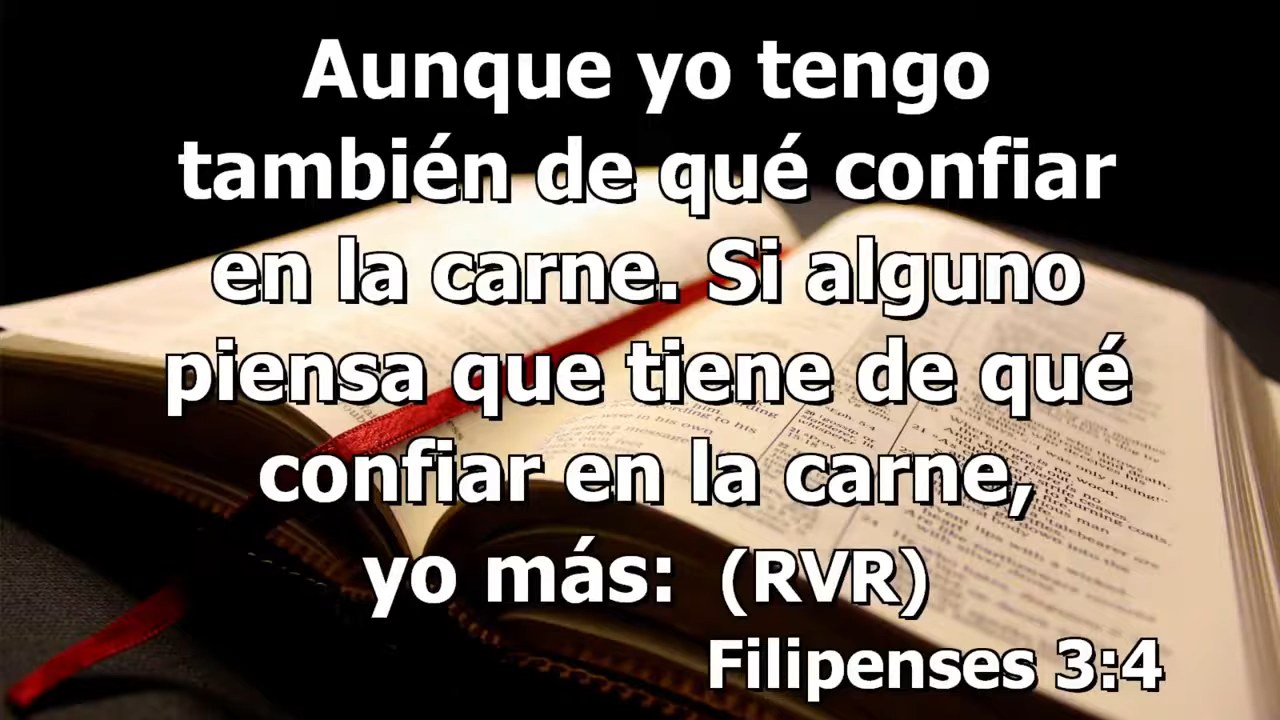 Aunque yo tengo
también de qué confiar
en la carne. Si alguno
piensa que tiene de qué
confiar en la carne,
yo más: (RVR)
Filipenses 3:4